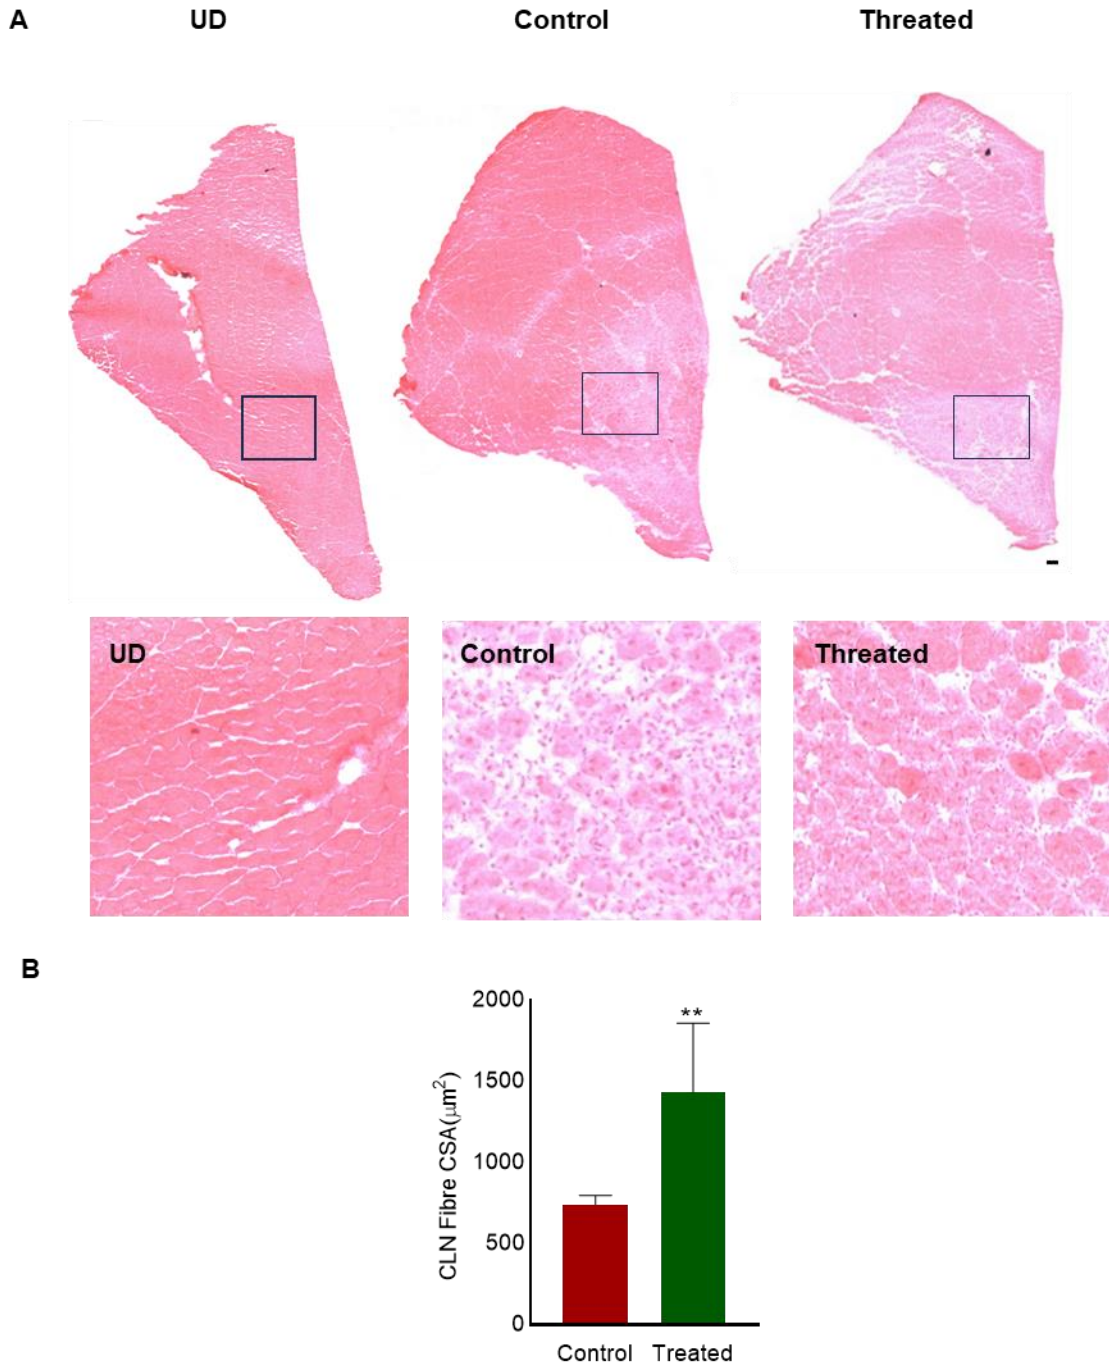 A
UD
Control
Threated
UD
Control
Threated
B
2000
1500
1000
500
0
CLN Fibre CSA(μm²)
**
Control
Treated